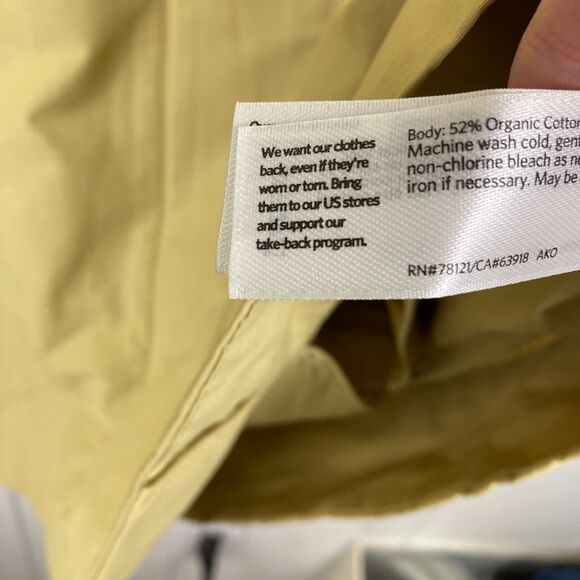 We want our clothes
back, even if they're
worn or torn. Bring
them to our US stores
and support our
take-back program.
Body: 52% Organic Cotton
Machine wash cold,
non-chlorine bleach as
iron if necessary. May be
RN#78121/CA#63918 AKO